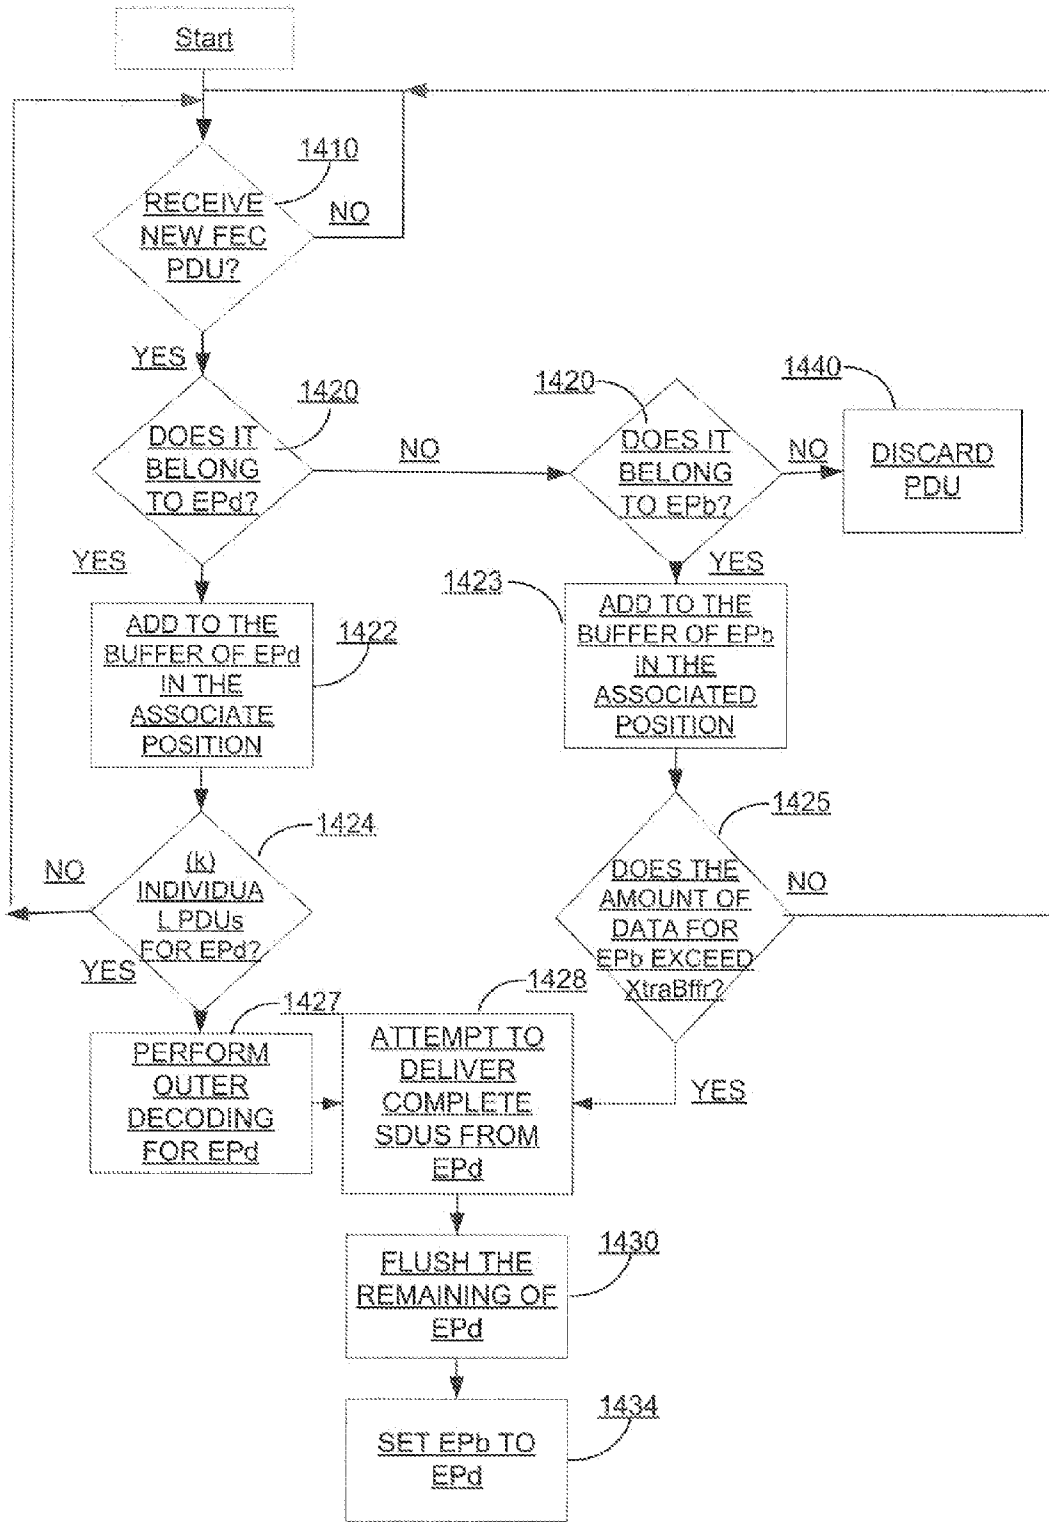 Start
1410
RECEIVE
NEW FEC
PDU?
NO
YES
1420
DOES IT
BELONG
TO EPd?
NO
1420
DOES IT
BELONG
TO EPb?
NO
1440
DISCARD
PDU
YES
YES
1422
ADD TO THE
BUFFER OF EPd
IN THE
ASSOCIATE
POSITION
1423
ADD TO THE
BUFFER OF EPb
IN THE
ASSOCIATED
POSITION
1424
(k)
INDIVIDUA
L PDUs
FOR EPd?
NO
YES
1425
DOES THE
AMOUNT OF
DATA FOR
EPb EXCEED
XtraBffr?
NO
YES
1427
PERFORM
OUTER
DECODING
FOR EPd
1428
ATTEMPT TO
DELIVER
COMPLETE
SDUS FROM
EPd
1430
FLUSH THE
REMAINING OF
EPd
1434
SET EPb TO
EPd